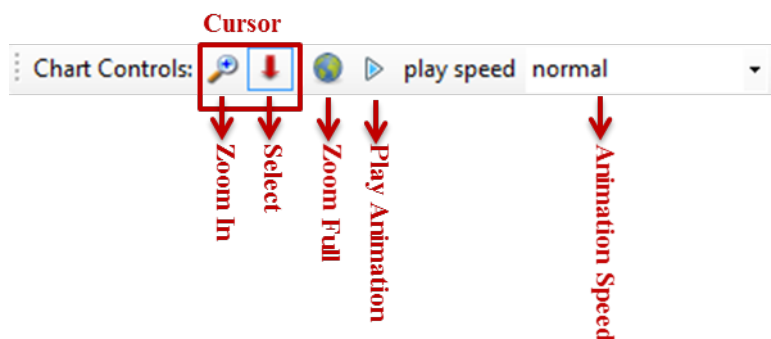 Cursor
Chart Controls: play speed normal
Zoom In
Select
Zoom Full
Play Animation
Animation Speed